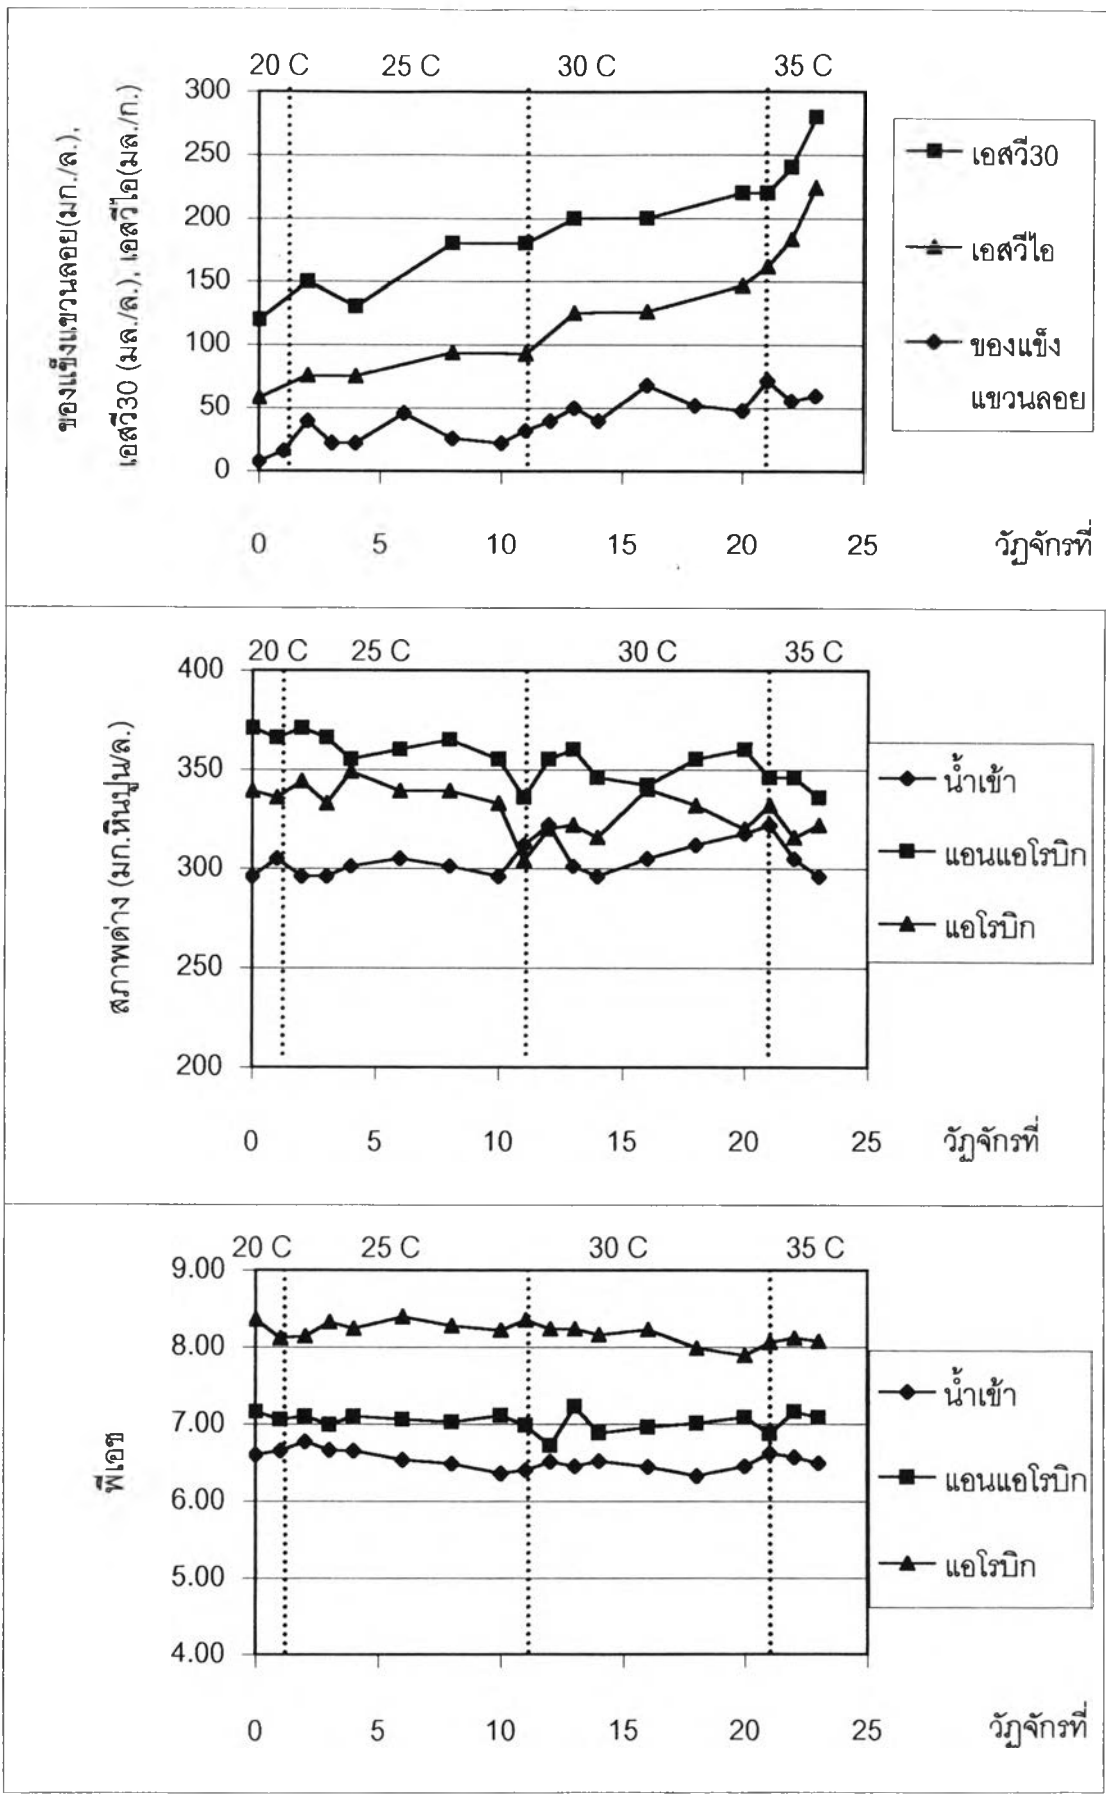 20 C 25 C 30 C 35 C
ของแข็งแขวนลอย(มก./ล.),
เอสวี30 (มล./ล.), เอสวีไอ(มล./ก.)
300
250
200
150
100
50
0
0 5 10 15 20 25 วัฏจักรที่
เอสวี30
เอสวีไอ
ของแข็ง
แขวนลอย
20 C 25 C 30 C 35 C
สภาพด่าง (มก.หินปูน/ล.)
400
350
300
250
200
0 5 10 15 20 25 วัฏจักรที่
น้ำเข้า
แอนแอโรบิก
แอโรบิก
20 C 25 C 30 C 35 C
พีเอช
9.00
8.00
7.00
6.00
5.00
4.00
0 5 10 15 20 25 วัฏจักรที่
น้ำเข้า
แอนแอโรบิก
แอโรบิก